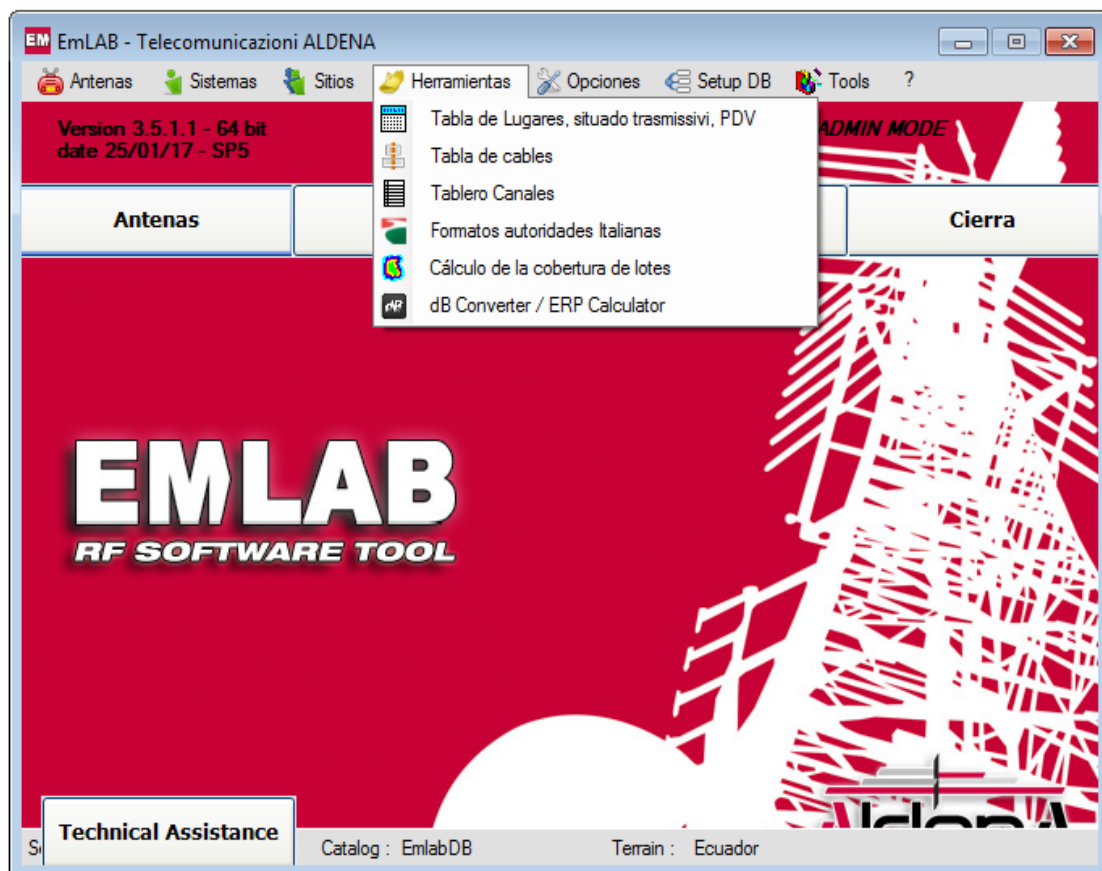 EM EmLAB - Telecomunicazioni ALDENA
Antenas Sistemas Sitios Herramientas Opciones Setup DB Tools ?
Version 3.5.1.1 - 64 bit
date 25/01/17 - SP5
ADMIN MODE
Tabla de Lugares, situado trasmissivi, PDV
Tabla de cables
Tablero Canales
Formatos autoridades Italianas
Cálculo de la cobertura de lotes
dB dB Converter / ERP Calculator
Antenas
Cierra
EMLAB
RF SOFTWARE TOOL
AldenA
Technical Assistance
Catalog : EmlabDB Terrain : Ecuador